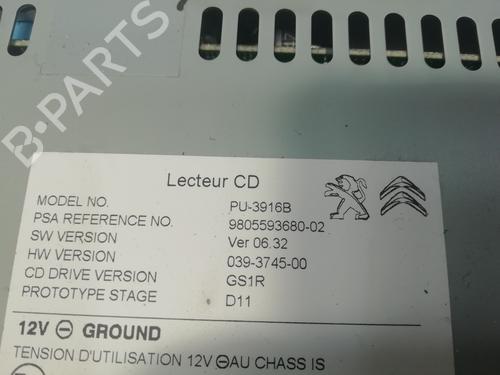 B-PARTS
Lecteur CD
MODEL NO. PU-3916B
PSA REFERENCE NO. 9805593680-02
SW VERSION Ver 06.32
HW VERSION 039-3745-00
CD DRIVE VERSION GS1R
PROTOTYPE STAGE D11
12V ⊖ GROUND
TENSION D'UTILISATION 12V ⊖AU CHASS IS